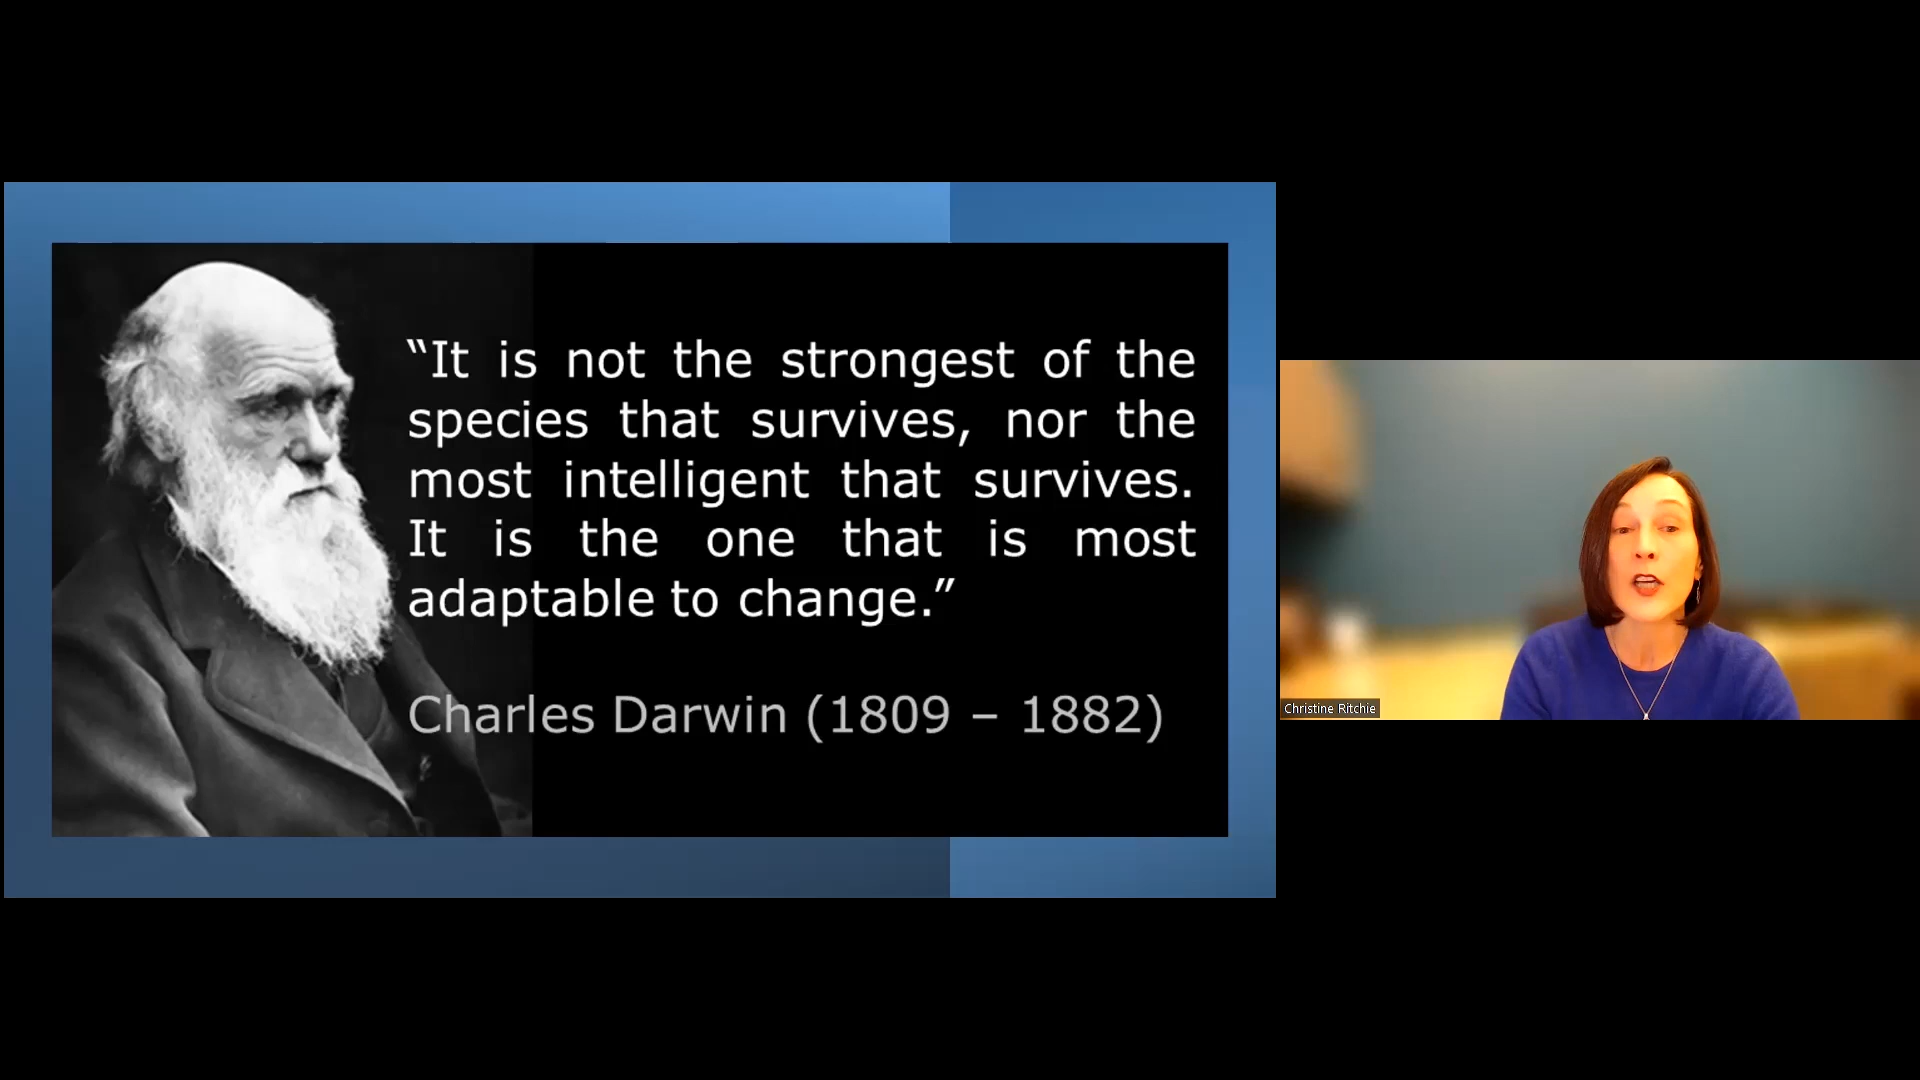 “It is not the strongest of the
species that survives, nor the
most intelligent that survives.
It is the one that is most
adaptable to change.”
Charles Darwin (1809 – 1882)
Christine Ritchie